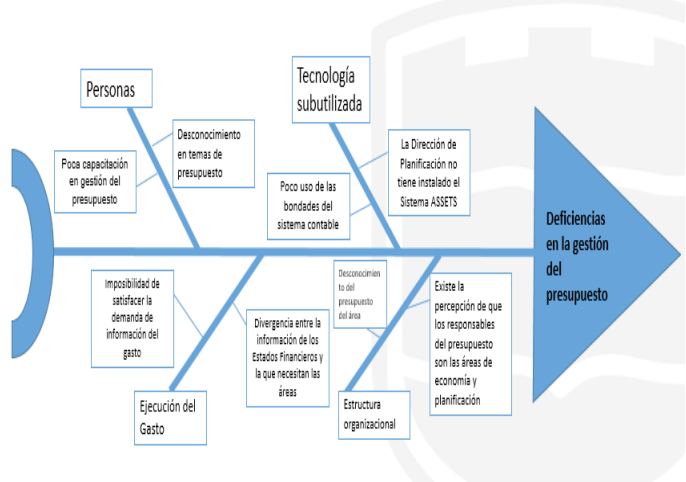 Personas
Desconocimiento
en temas de
presupuesto
Poca capacitación
en gestión del
presupuesto
Tecnología
subutilizada
La Dirección de
Planificación no
tiene instalado el
Sistema ASSETS
Poco uso de las
bondades del
sistema contable
Deficiencias
en la gestión
del
presupuesto
Imposibilidad de
satisfacer la
demanda de
información del
gasto
Divergencia entre la
información de los
Estados Financieros y
la que necesitan las
áreas
Ejecución del
Gasto
Desconocimien
to del
presupuesto
del área
Existe la
percepción de que
los responsables
del presupuesto
son las áreas de
economía y
planificación
Estructura
organizacional